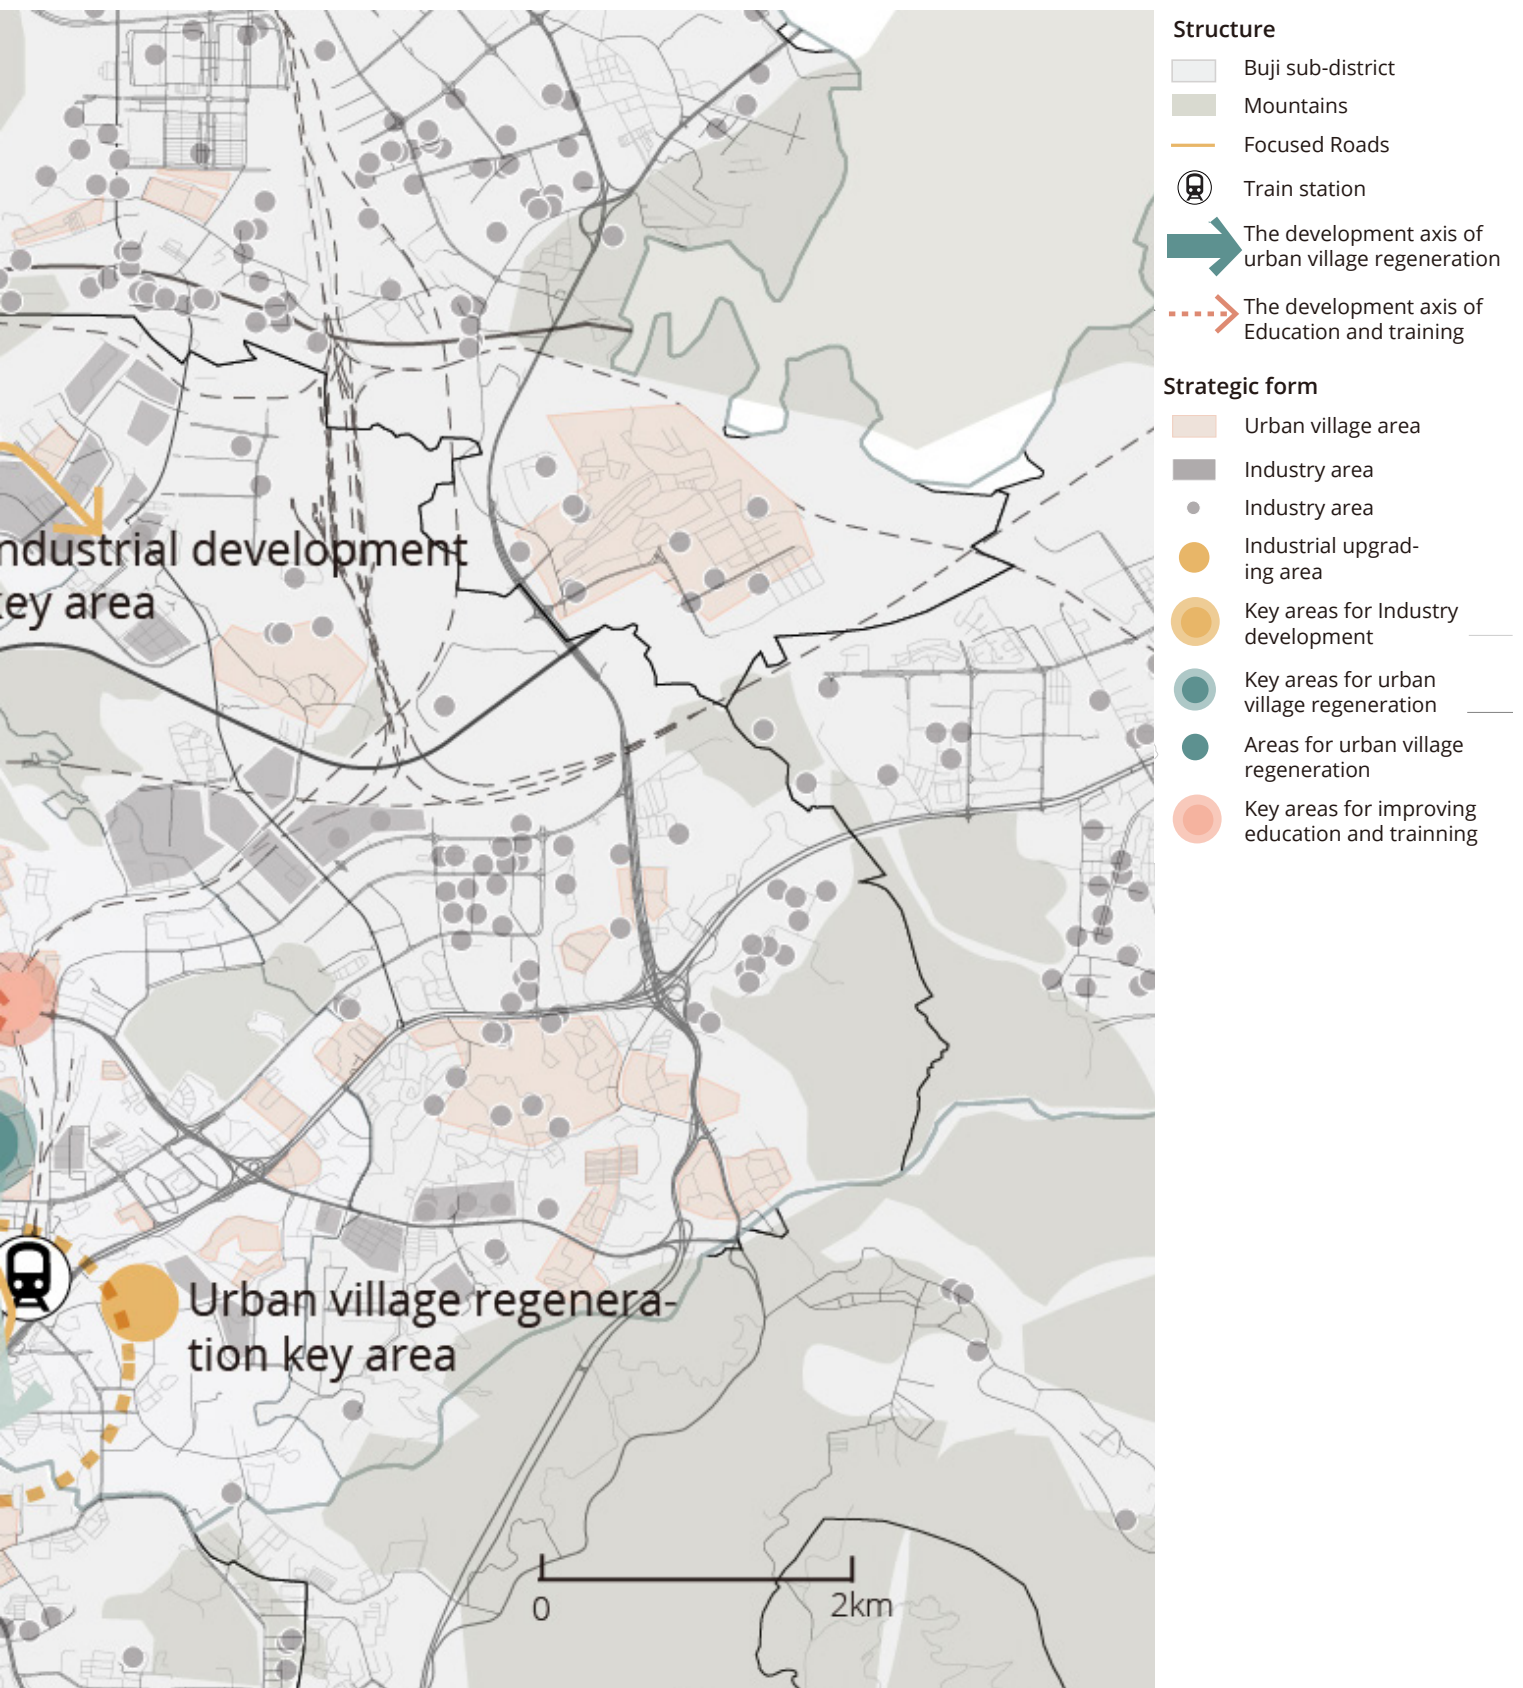 ndustrial development
key area
Urban village regenera-
tion key area
0
2km
Structure
Buji sub-district
Mountains
Focused Roads
Train station
The development axis of
urban village regeneration
The development axis of
Education and training
Strategic form
Urban village area
Industry area
Industry area
Industrial upgrad-
ing area
Key areas for Industry
development
Key areas for urban
village regeneration
Areas for urban village
regeneration
Key areas for improving
education and trainning